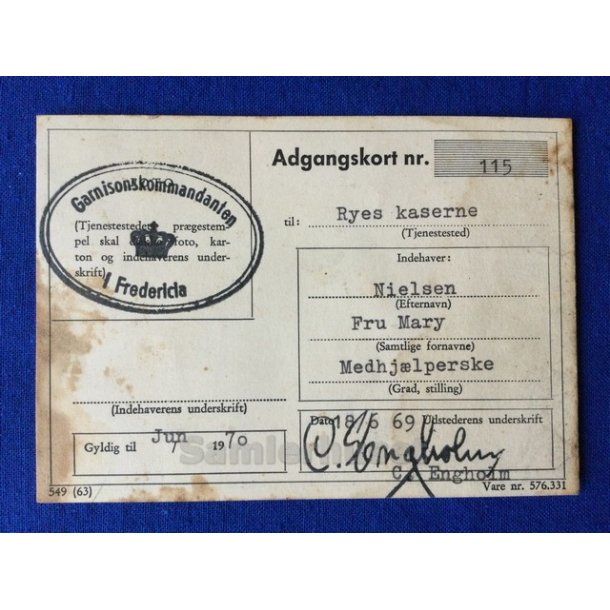 Adgangskort nr. 115
Garnisonskommandanten
FOTO
(Tjenestestedets prægestem-
pel skal foto, kar-
ton og indehaverens under-
skrift)
I Fredericia
til: Ryes kaserne
(Tjenestested)
Indehaver:
Nielsen
(Efternavn)
Fru Mary
(Samtlige fornavne)
Medhjælperske
(Grad, stilling)
(Indehaverens underskrift)
Gyldig til Jun 1970
Dato 18/6 69 Udstederens underskrift
C. Engholm
C. Engholm
549 (63)
Vare nr. 576.331